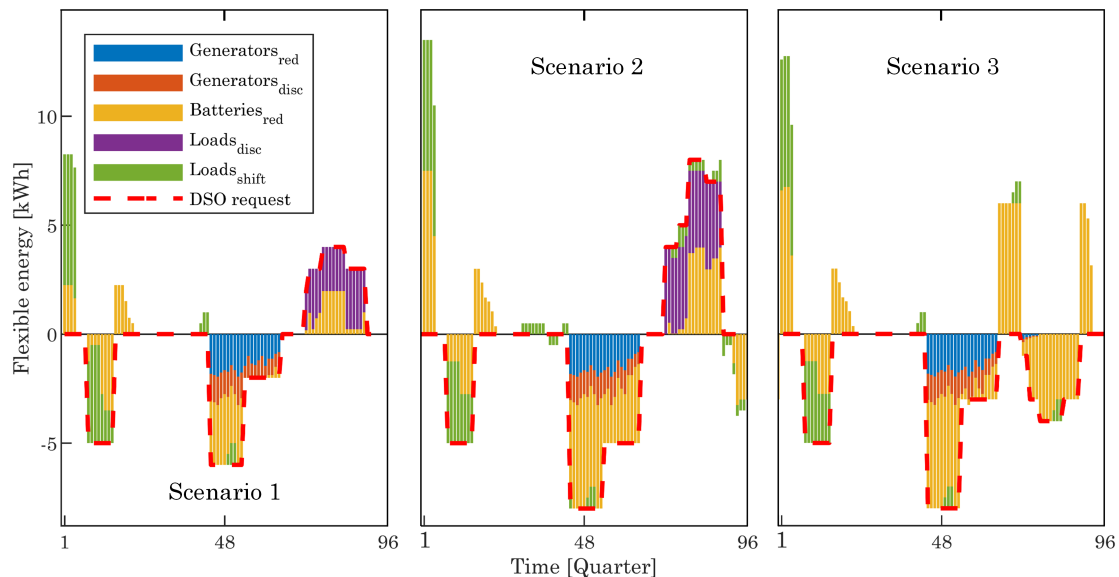 Flexible energy [kWh]
10
5
0
-5
Generators_red
Generators_disc
Batteries_red
Loads_disc
Loads_shift
DSO request
Scenario 1
Scenario 2
Scenario 3
1 48 96 1 48 96 1 48 96
Time [Quarter]